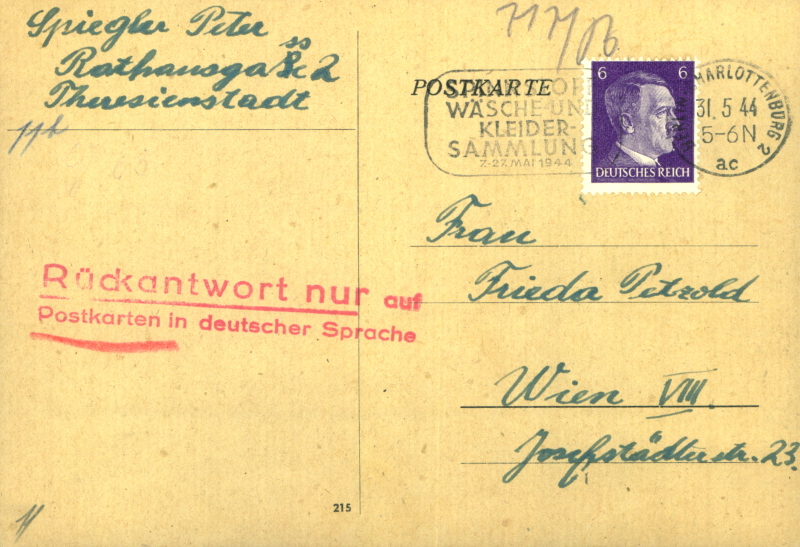 Spiegler Peter
Rathausgasse 2
Theresienstadt
POSTKARTE
WÄSCHE UND
KLEIDER-
SAMMLUNG
7.-27. MAI 1944
6 6
DEUTSCHES REICH
CHARLOTTENBURG 2
31.5.44
5-6N
ac
Frau
Frieda Petzold
Wien VIII.
Josefstädterstr. 23.
Rückantwort nur auf
Postkarten in deutscher Sprache
215